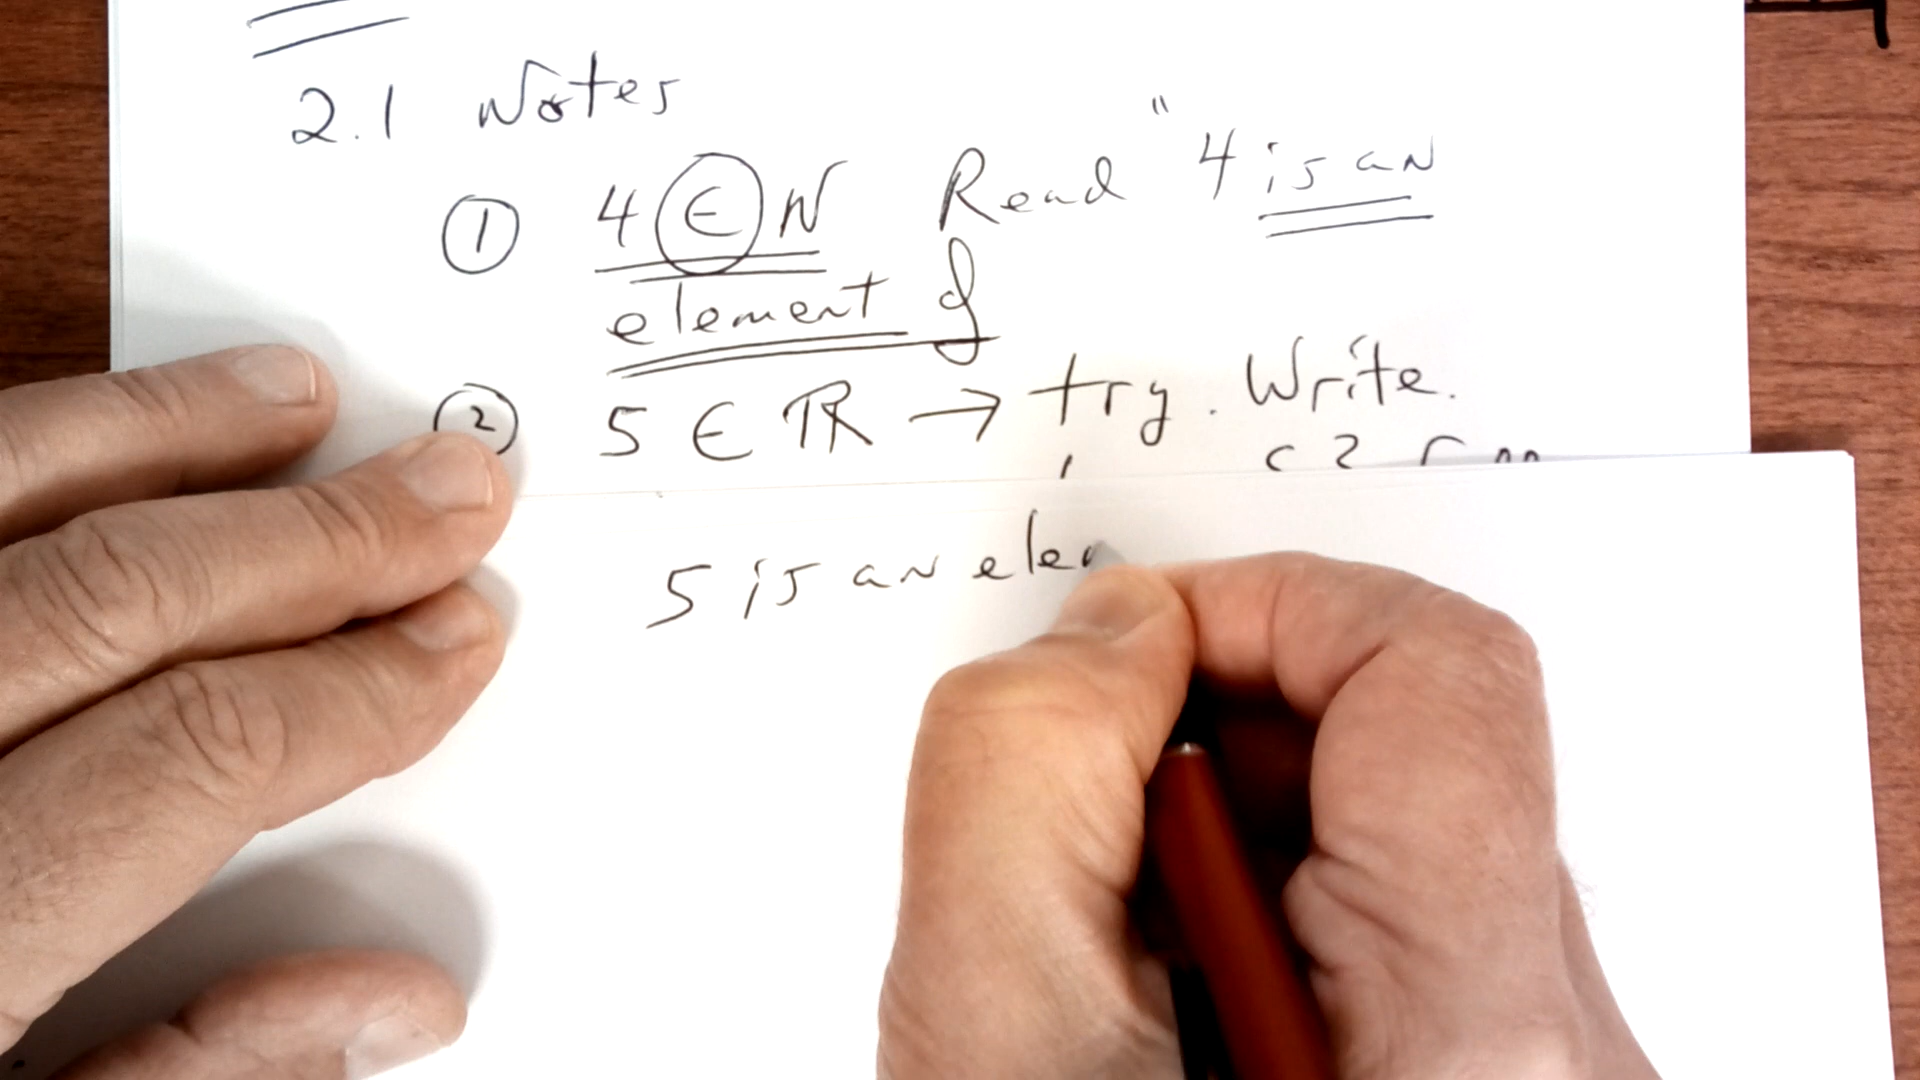 2.1 Notes
① 4 ∈ N Read "4 is an
element of
② 5 ∈ ℝ → try. Write.
5 is an ele